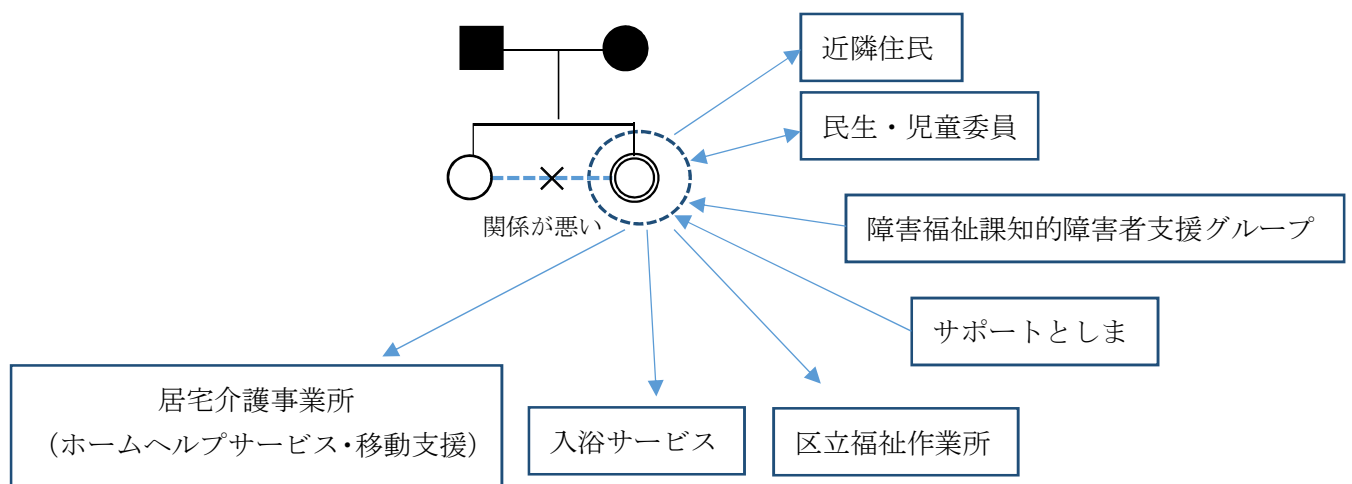 近隣住民
民生・児童委員
関係が悪い
障害福祉課知的障害者支援グループ
サポートとしま
居宅介護事業所
（ホームヘルプサービス・移動支援）
入浴サービス
区立福祉作業所